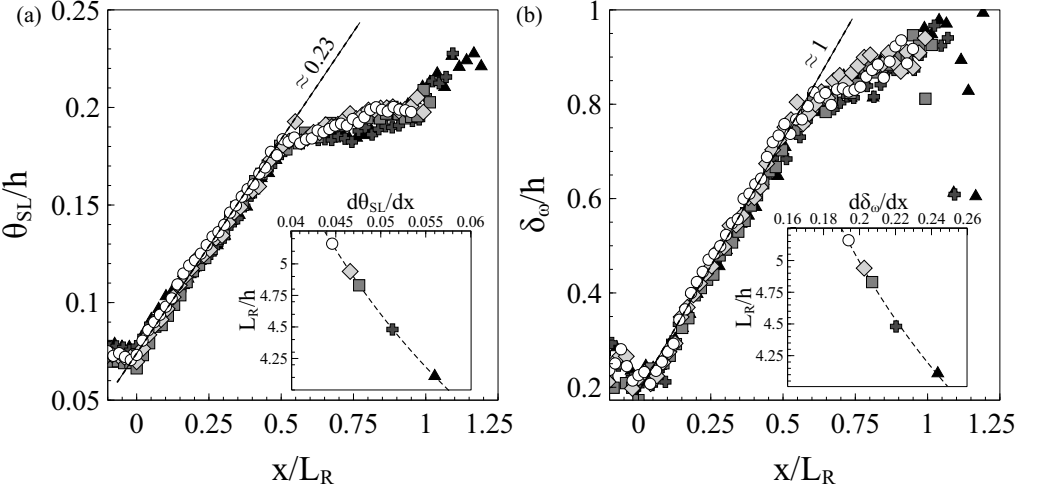 (a)
0.25
0.2
0.15
0.1
0.05
θSL/h
≈ 0.23
dθSL/dx
0.04 0.045 0.05 0.055 0.06
LR/h
5
4.75
4.5
4.25
0 0.25 0.5 0.75 1 1.25
x/LR
(b)
1
0.8
0.6
0.4
0.2
δω/h
≈ 1
dδω/dx
0.16 0.18 0.2 0.22 0.24 0.26
LR/h
5
4.75
4.5
4.25
0 0.25 0.5 0.75 1 1.25
x/LR